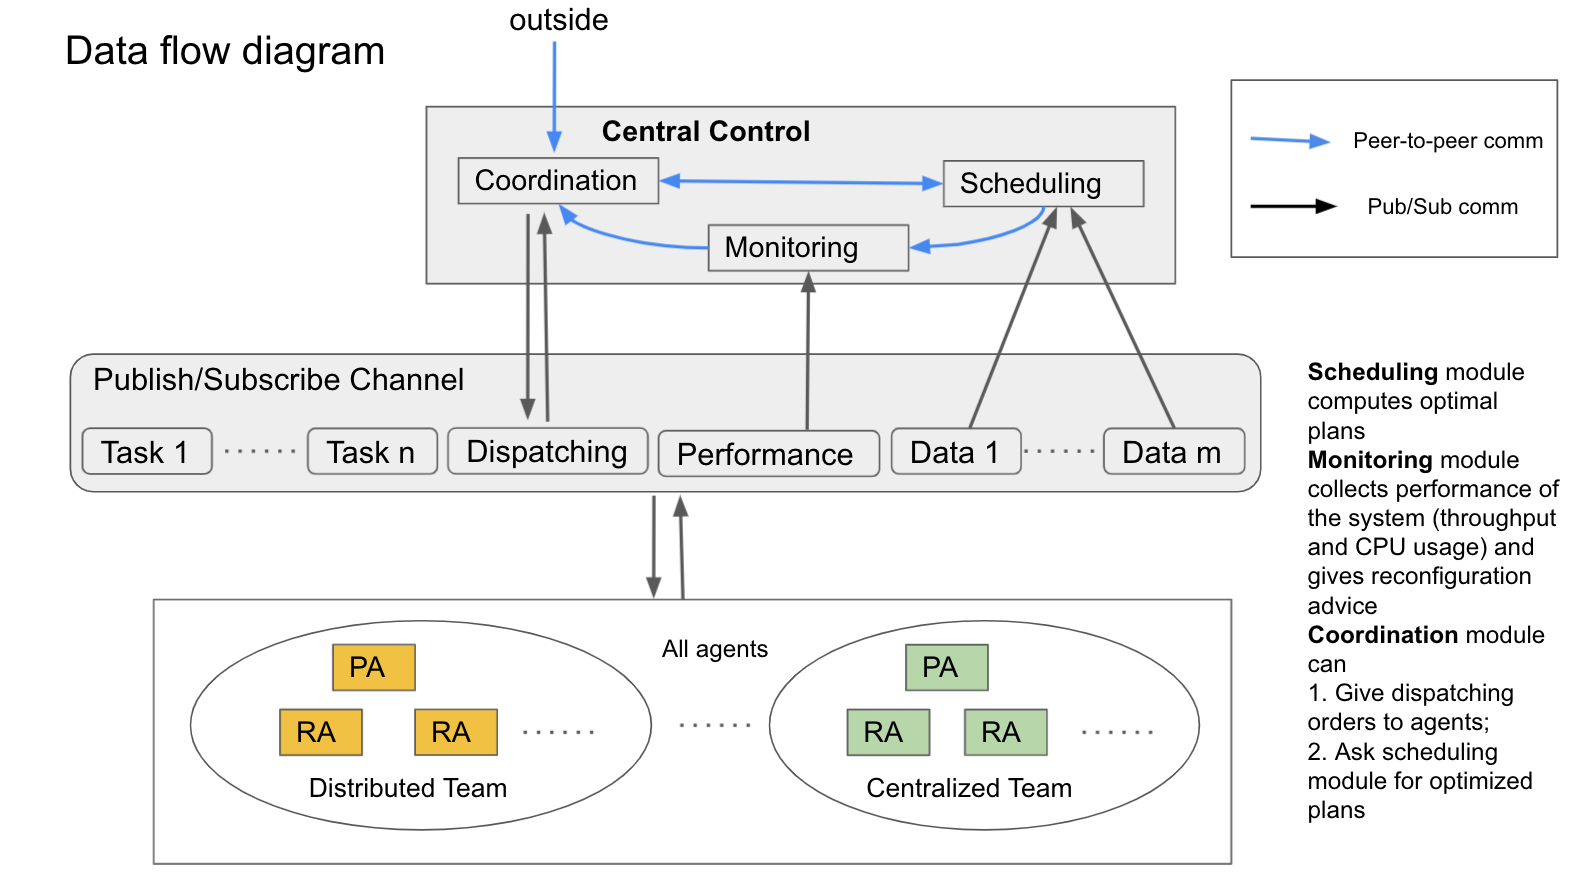 outside
Data flow diagram
Central Control
Coordination
Scheduling
Monitoring
Peer-to-peer comm
Pub/Sub comm
Publish/Subscribe Channel
Task 1 ...... Task n Dispatching Performance Data 1 ...... Data m
Scheduling module
computes optimal
plans
Monitoring module
collects performance of
the system (throughput
and CPU usage) and
gives reconfiguration
advice
Coordination module
can
1. Give dispatching
orders to agents;
2. Ask scheduling
module for optimized
plans
All agents
PA
RA RA ......
Distributed Team
......
PA
RA RA ......
Centralized Team